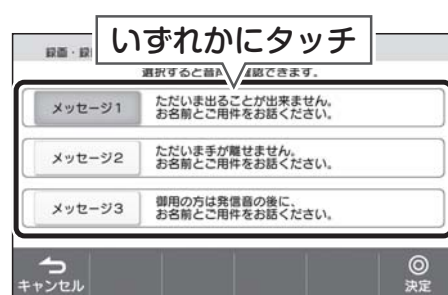 いずれかにタッチ
録画・録
選択すると音声 確認できます。
メッセージ1
ただいま出ることが出来ません。
お名前とご用件をお話ください。
メッセージ2
ただいま手が離せません。
お名前とご用件をお話ください。
メッセージ3
御用の方は発信音の後に、
お名前とご用件をお話ください。
キャンセル
決定